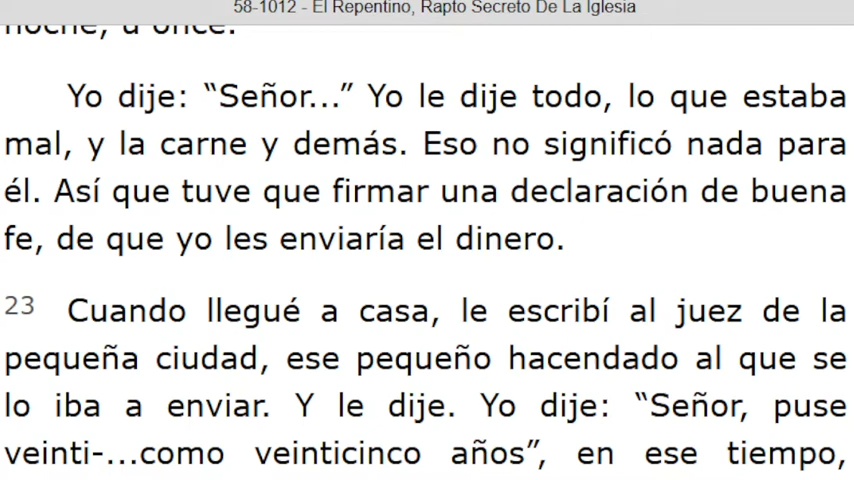 58-1012 - El Repentino, Rapto Secreto De La Iglesia
noche, u once.
Yo dije: “Señor...” Yo le dije todo, lo que estaba
mal, y la carne y demás. Eso no significó nada para
él. Así que tuve que firmar una declaración de buena
fe, de que yo les enviaría el dinero.
23 Cuando llegué a casa, le escribí al juez de la
pequeña ciudad, ese pequeño hacendado al que se
lo iba a enviar. Y le dije. Yo dije: “Señor, puse
veinti-...como veinticinco años”, en ese tiempo,